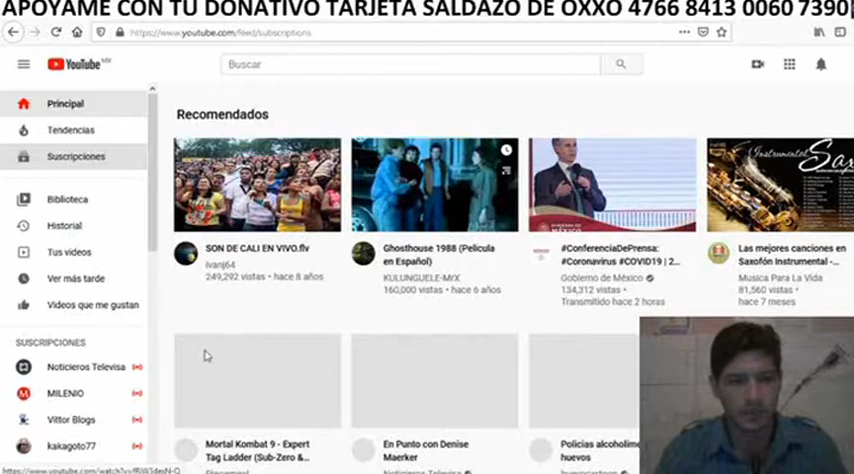 APOYAME CON TU DONATIVO TARJETA SALDAZO DE OXXO 4766 8413 0060 7390
https://www.youtube.com/feed/subscriptions
YouTube MX
Buscar
Principal
Tendencias
Suscripciones
Biblioteca
Historial
Tus videos
Ver más tarde
Videos que me gustan
SUSCRIPCIONES
Noticieros Televisa
MILENIO
Vittor Blogs
kakagoto77
Recomendados
Instrumental
Sax
SON DE CALI EN VIVO.flv
ivanj64
249,292 vistas • hace 8 años
Ghosthouse 1988 (Pelicula
en Español)
KULUNGUELE-MrX
160,000 vistas • hace 6 años
#ConferenciaDePrensa:
#Coronavirus #COVID19 | 2...
Gobierno de México
134,312 vistas
Transmitido hace 2 horas
Las mejores canciones en
Saxofón Instrumental -...
Musica Para La Vida
81,560 vistas
hace 7 meses
Mortal Kombat 9 - Expert
Tag Ladder (Sub-Zero &...
En Punto con Denise
Maerker
Noticieros Televisa
Policías alcoholime
huevos